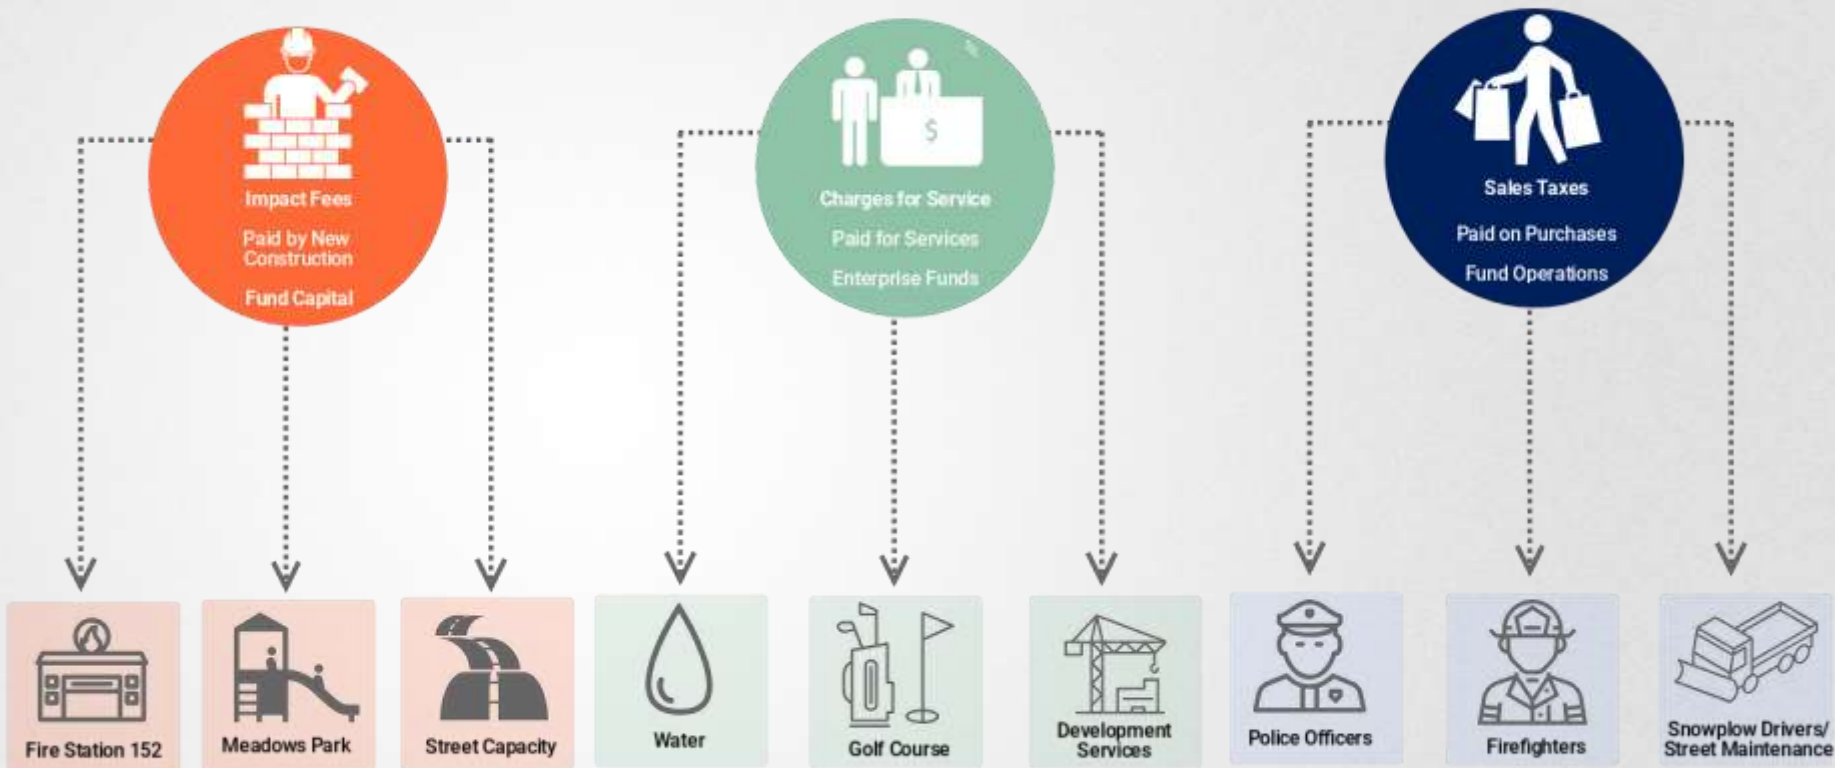 Impact Fees
Paid by New
Construction
Fund Capital
$
Charges for Service
Paid for Services
Enterprise Funds
Sales Taxes
Paid on Purchases
Fund Operations
Fire Station 152
Meadows Park
Street Capacity
Water
Golf Course
Development
Services
Police Officers
Firefighters
Snowplow Drivers/
Street Maintenance